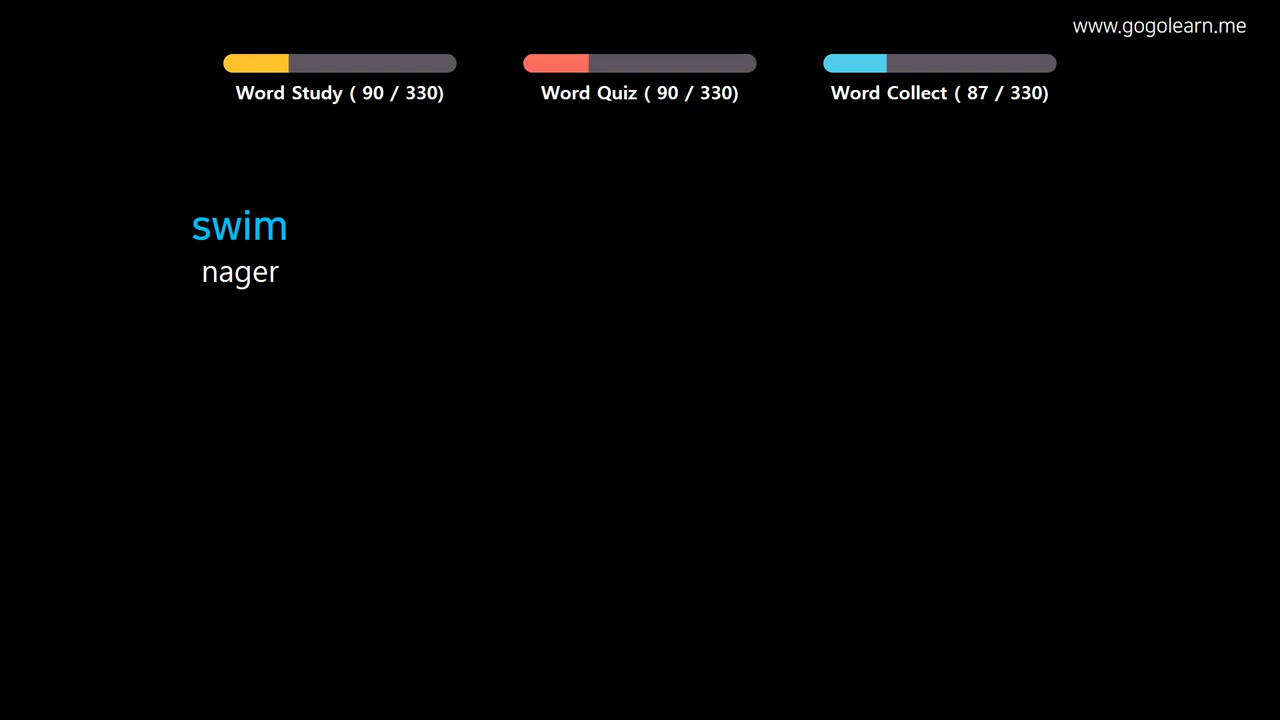 www.gogolearn.me
Word Study ( 90 / 330)
Word Quiz ( 90 / 330)
Word Collect ( 87 / 330)
swim
nager